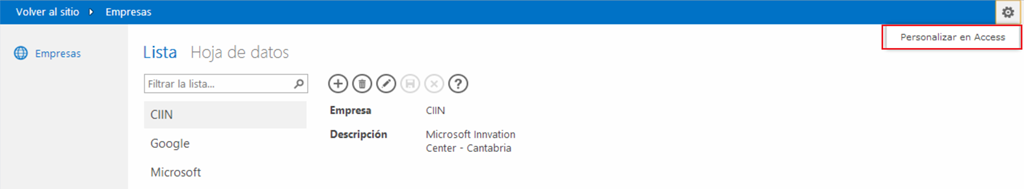 Volver al sitio Empresas
Personalizar en Access
Empresas
Lista Hoja de datos
Filtrar la lista...
CIIN
Google
Microsoft
Empresa CIIN
Descripción Microsoft Innvation
Center - Cantabria